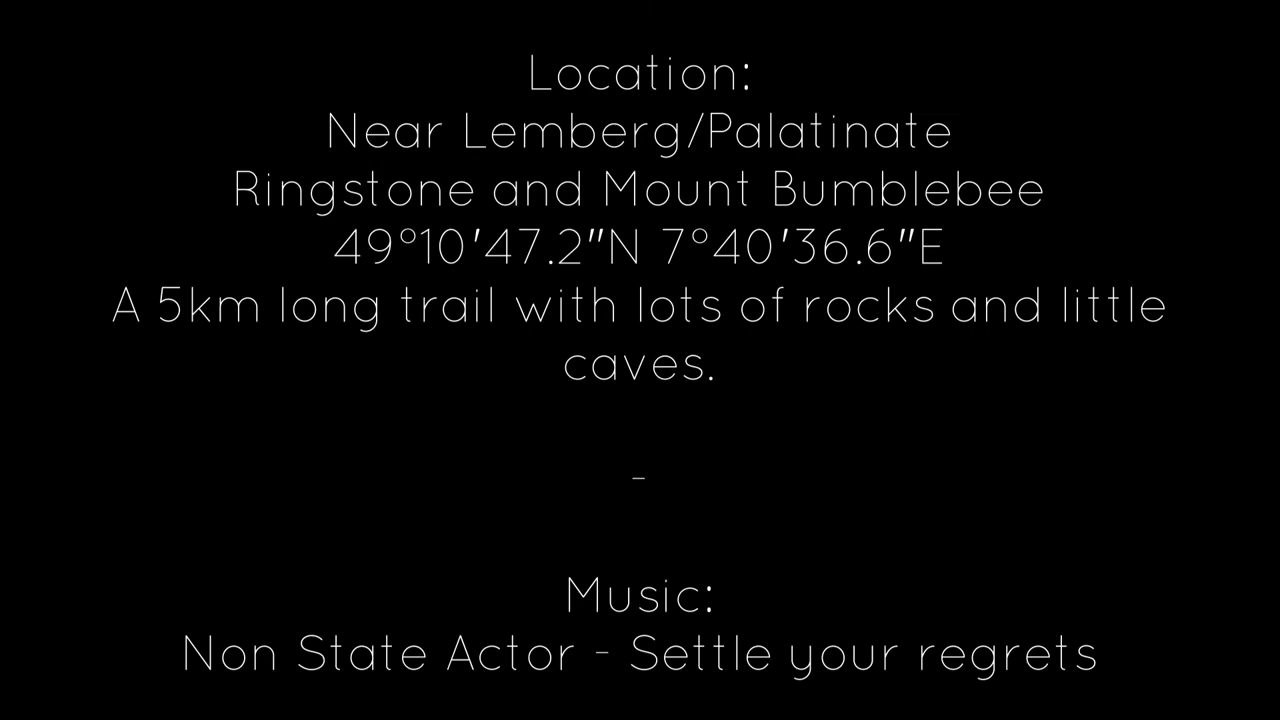 Location:
Near Lemberg/Palatinate
Ringstone and Mount Bumblebee
49°10'47.2"N 7°40'36.6"E
A 5km long trail with lots of rocks and little
caves.
-
Music:
Non State Actor - Settle your regrets